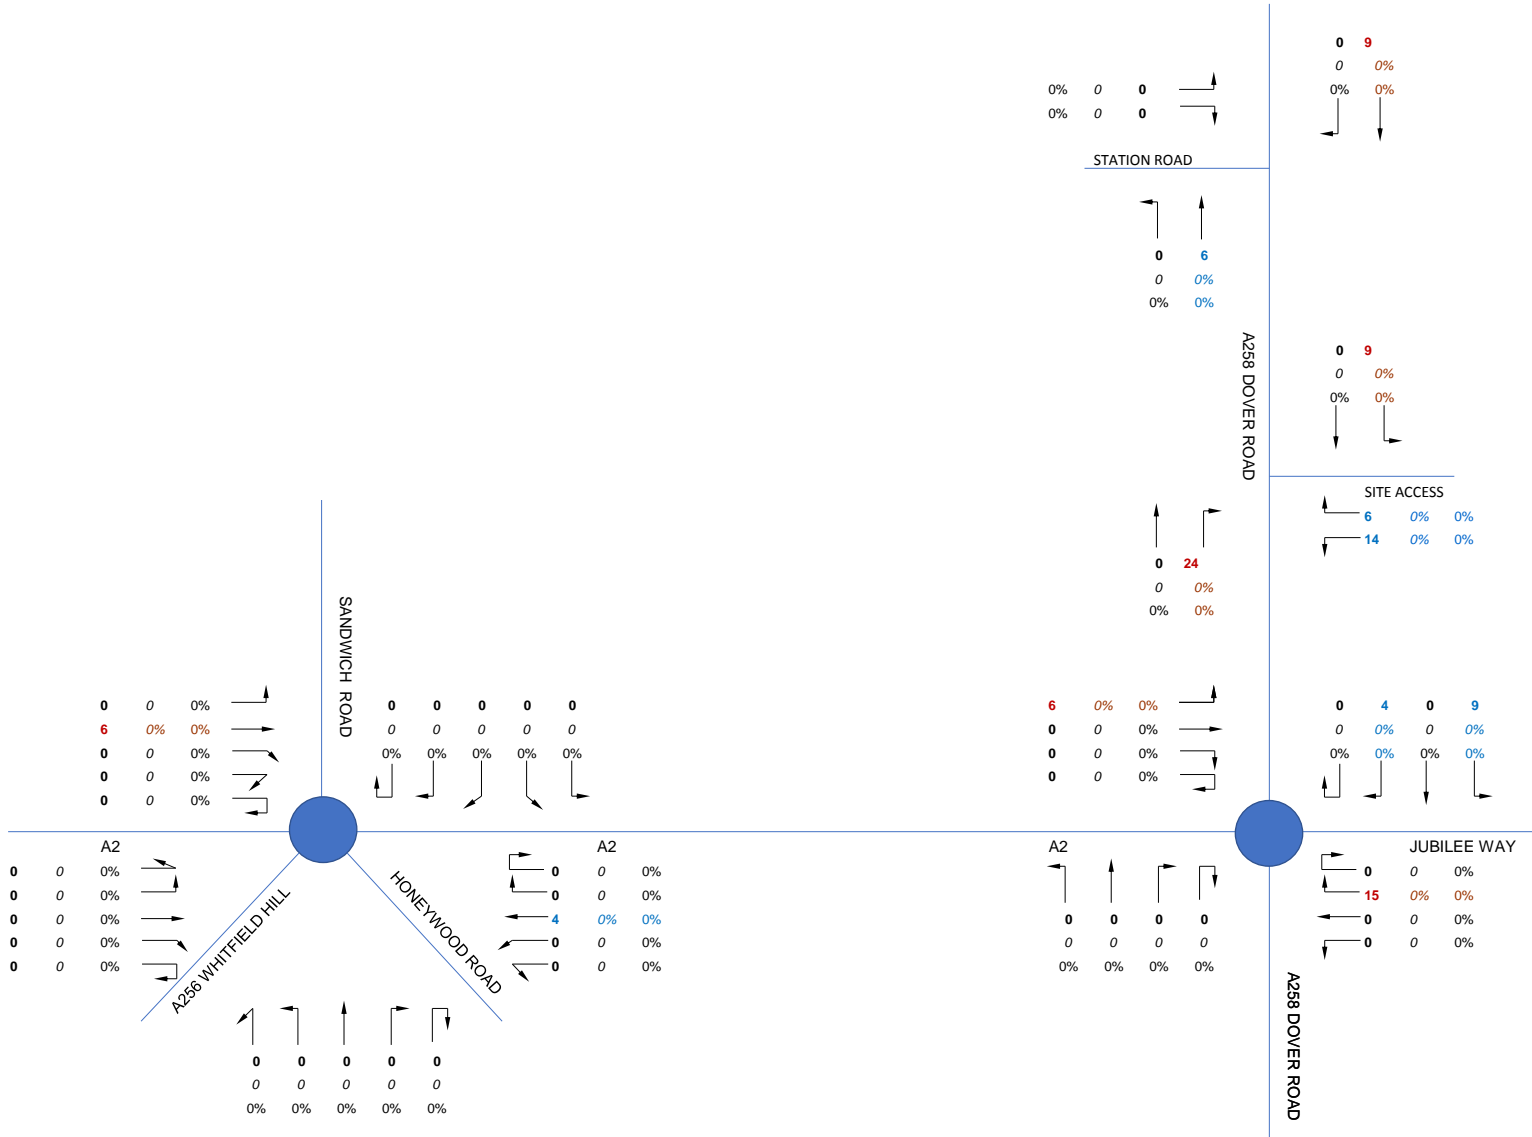 0 9
0 0%
0% 0%
0% 0 0
0% 0 0
STATION ROAD
0 6
0 0%
0% 0%
A258 DOVER ROAD
0 9
0 0%
0% 0%
SITE ACCESS
6 0% 0%
14 0% 0%
0 24
0 0%
0% 0%
SANDWICH ROAD
0 0 0%
6 0% 0%
0 0 0%
0 0 0%
0 0 0%
0 0 0 0 0
0 0 0 0 0
0% 0% 0% 0% 0%
6 0% 0%
0 0 0%
0 0 0%
0 0 0%
0 4 0 9
0 0% 0 0%
0% 0% 0% 0%
A2
0 0 0%
0 0 0%
0 0 0%
0 0 0%
0 0 0%
A256 WHITFIELD HILL
HONEYWOOD ROAD
A2
0 0 0%
0 0 0%
4 0% 0%
0 0 0%
0 0 0%
0 0 0 0 0
0 0 0 0 0
0% 0% 0% 0% 0%
A2
0 0 0 0
0 0 0 0
0% 0% 0% 0%
JUBILEE WAY
0 0 0%
15 0% 0%
0 0 0%
0 0 0%
A258 DOVER ROAD